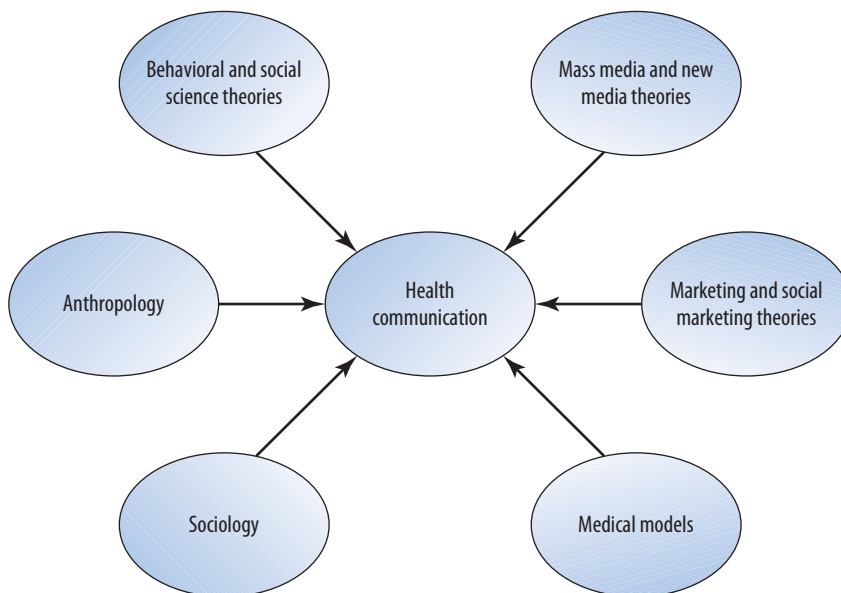 Behavioral and social
science theories
Mass media and new
media theories
Anthropology
Health
communication
Marketing and social
marketing theories
Sociology
Medical models